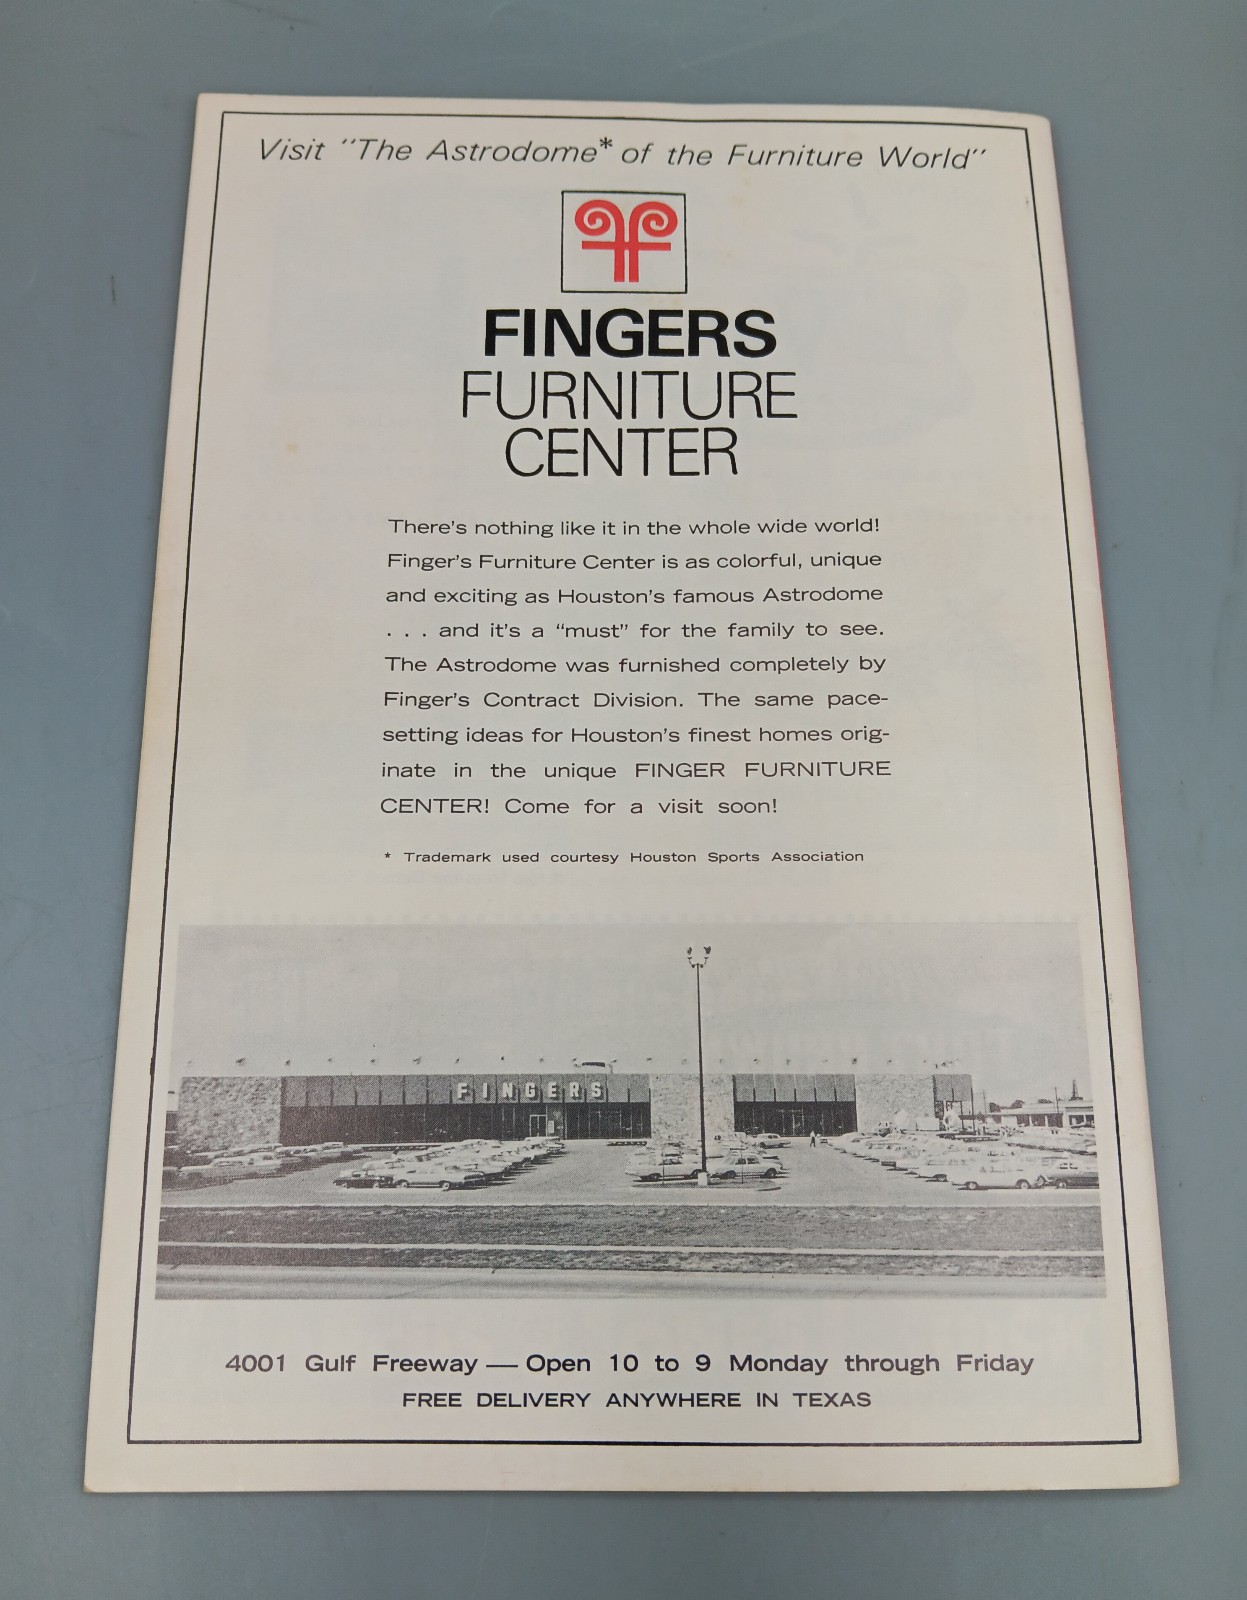 Visit "The Astrodome* of the Furniture World"
FINGERS
FURNITURE
CENTER
There's nothing like it in the whole wide world!
Finger's Furniture Center is as colorful, unique
and exciting as Houston's famous Astrodome
. . . and it's a "must" for the family to see.
The Astrodome was furnished completely by
Finger's Contract Division. The same pace-
setting ideas for Houston's finest homes orig-
inate in the unique FINGER FURNITURE
CENTER! Come for a visit soon!
* Trademark used courtesy Houston Sports Association
FINGERS
4001 Gulf Freeway — Open 10 to 9 Monday through Friday
FREE DELIVERY ANYWHERE IN TEXAS